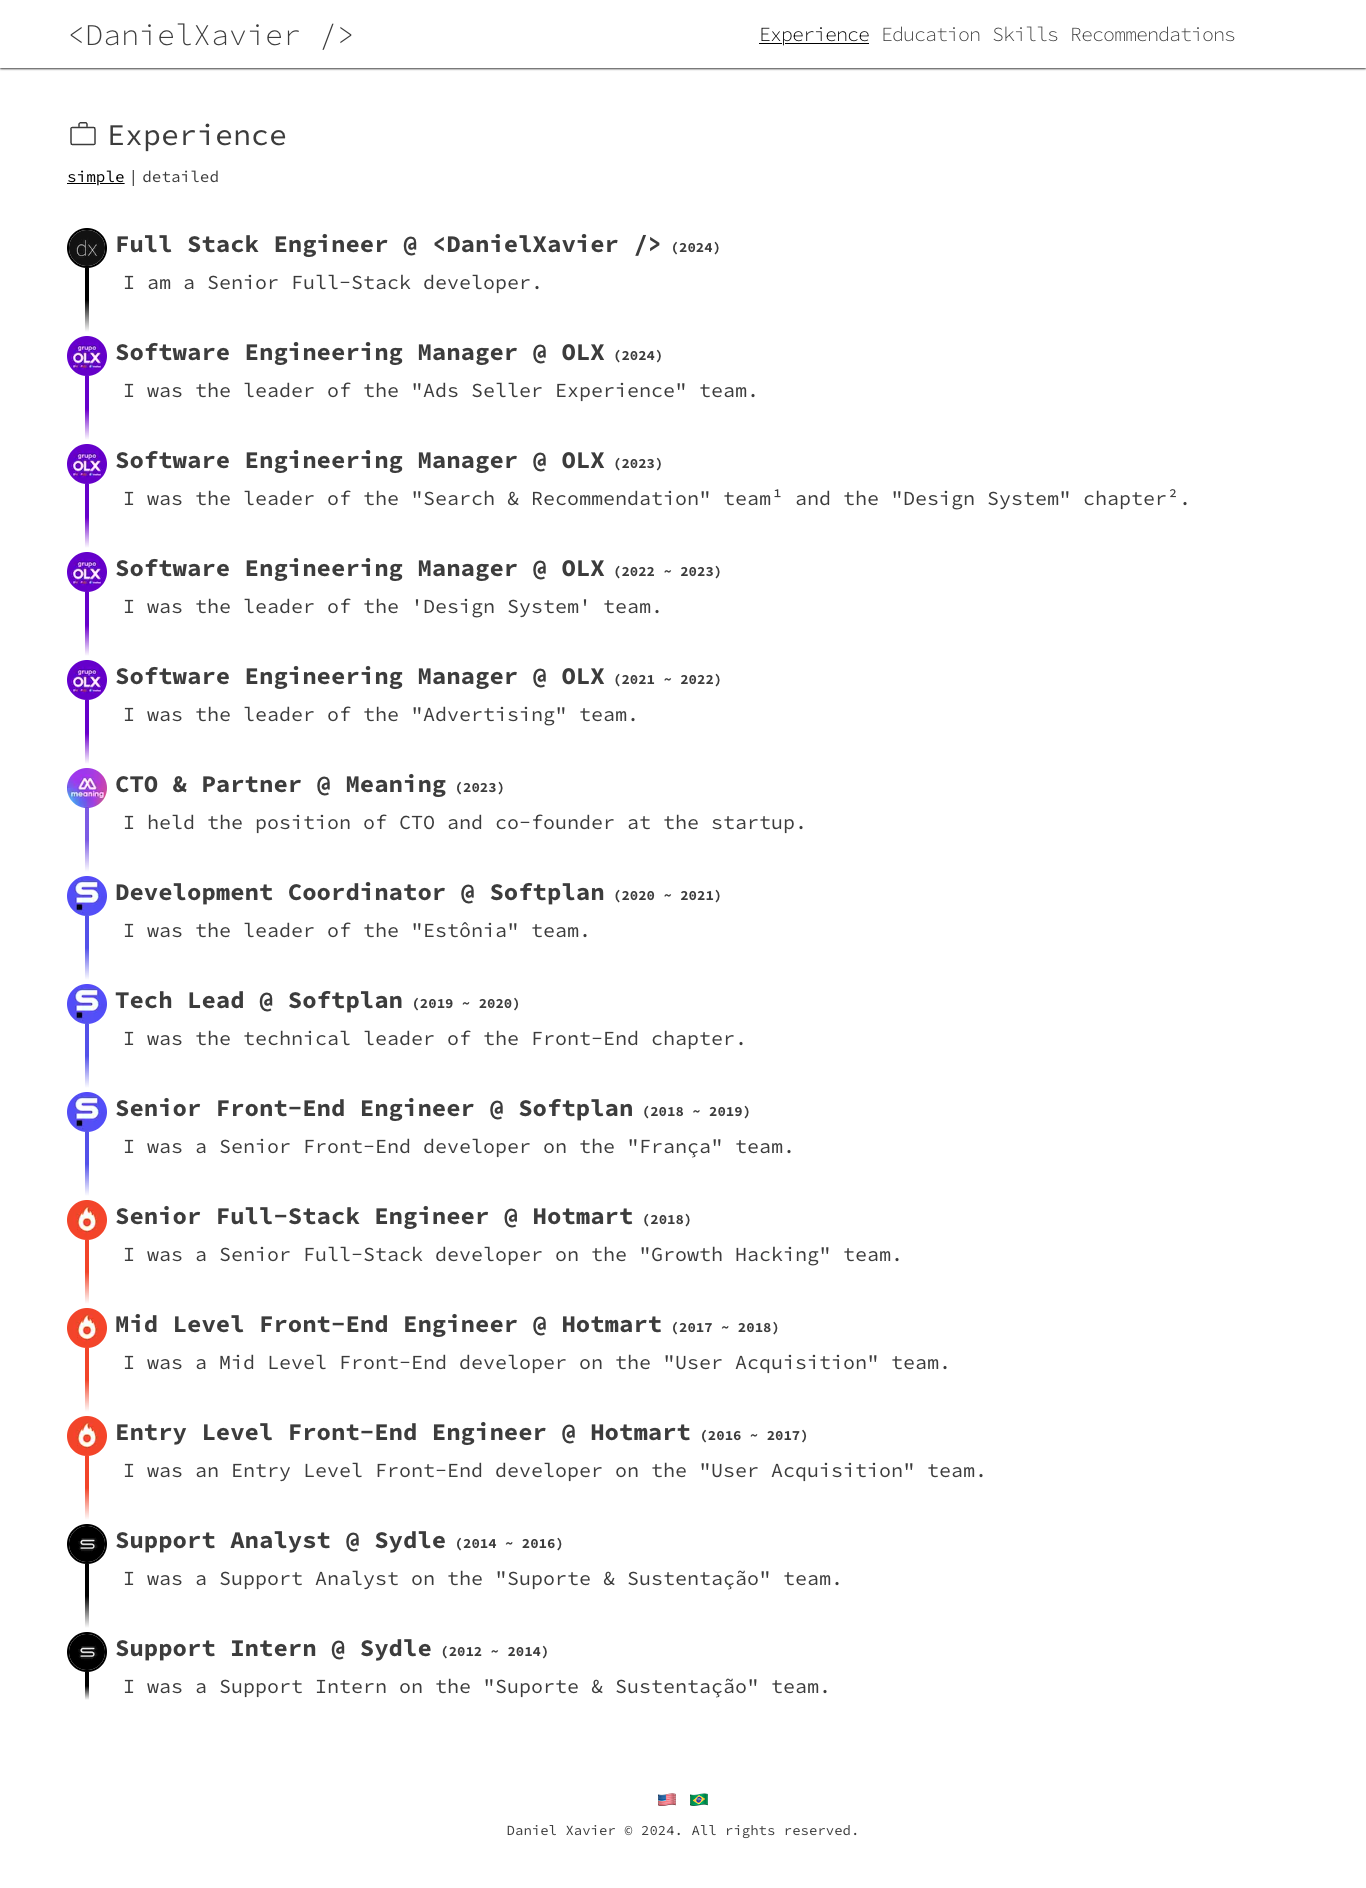 <DanielXavier />
Experience Education Skills Recommendations
Experience
simple | detailed
dx
Full Stack Engineer @ <DanielXavier /> (2024)
I am a Senior Full-Stack developer.
grupo
OLX
Software Engineering Manager @ OLX (2024)
I was the leader of the "Ads Seller Experience" team.
grupo
OLX
Software Engineering Manager @ OLX (2023)
I was the leader of the "Search & Recommendation" team¹ and the "Design System" chapter².
grupo
OLX
Software Engineering Manager @ OLX (2022 ~ 2023)
I was the leader of the 'Design System' team.
grupo
OLX
Software Engineering Manager @ OLX (2021 ~ 2022)
I was the leader of the "Advertising" team.
meaning
CTO & Partner @ Meaning (2023)
I held the position of CTO and co-founder at the startup.
Development Coordinator @ Softplan (2020 ~ 2021)
I was the leader of the "Estônia" team.
Tech Lead @ Softplan (2019 ~ 2020)
I was the technical leader of the Front-End chapter.
Senior Front-End Engineer @ Softplan (2018 ~ 2019)
I was a Senior Front-End developer on the "França" team.
Senior Full-Stack Engineer @ Hotmart (2018)
I was a Senior Full-Stack developer on the "Growth Hacking" team.
Mid Level Front-End Engineer @ Hotmart (2017 ~ 2018)
I was a Mid Level Front-End developer on the "User Acquisition" team.
Entry Level Front-End Engineer @ Hotmart (2016 ~ 2017)
I was an Entry Level Front-End developer on the "User Acquisition" team.
Support Analyst @ Sydle (2014 ~ 2016)
I was a Support Analyst on the "Suporte & Sustentação" team.
Support Intern @ Sydle (2012 ~ 2014)
I was a Support Intern on the "Suporte & Sustentação" team.
Daniel Xavier © 2024. All rights reserved.